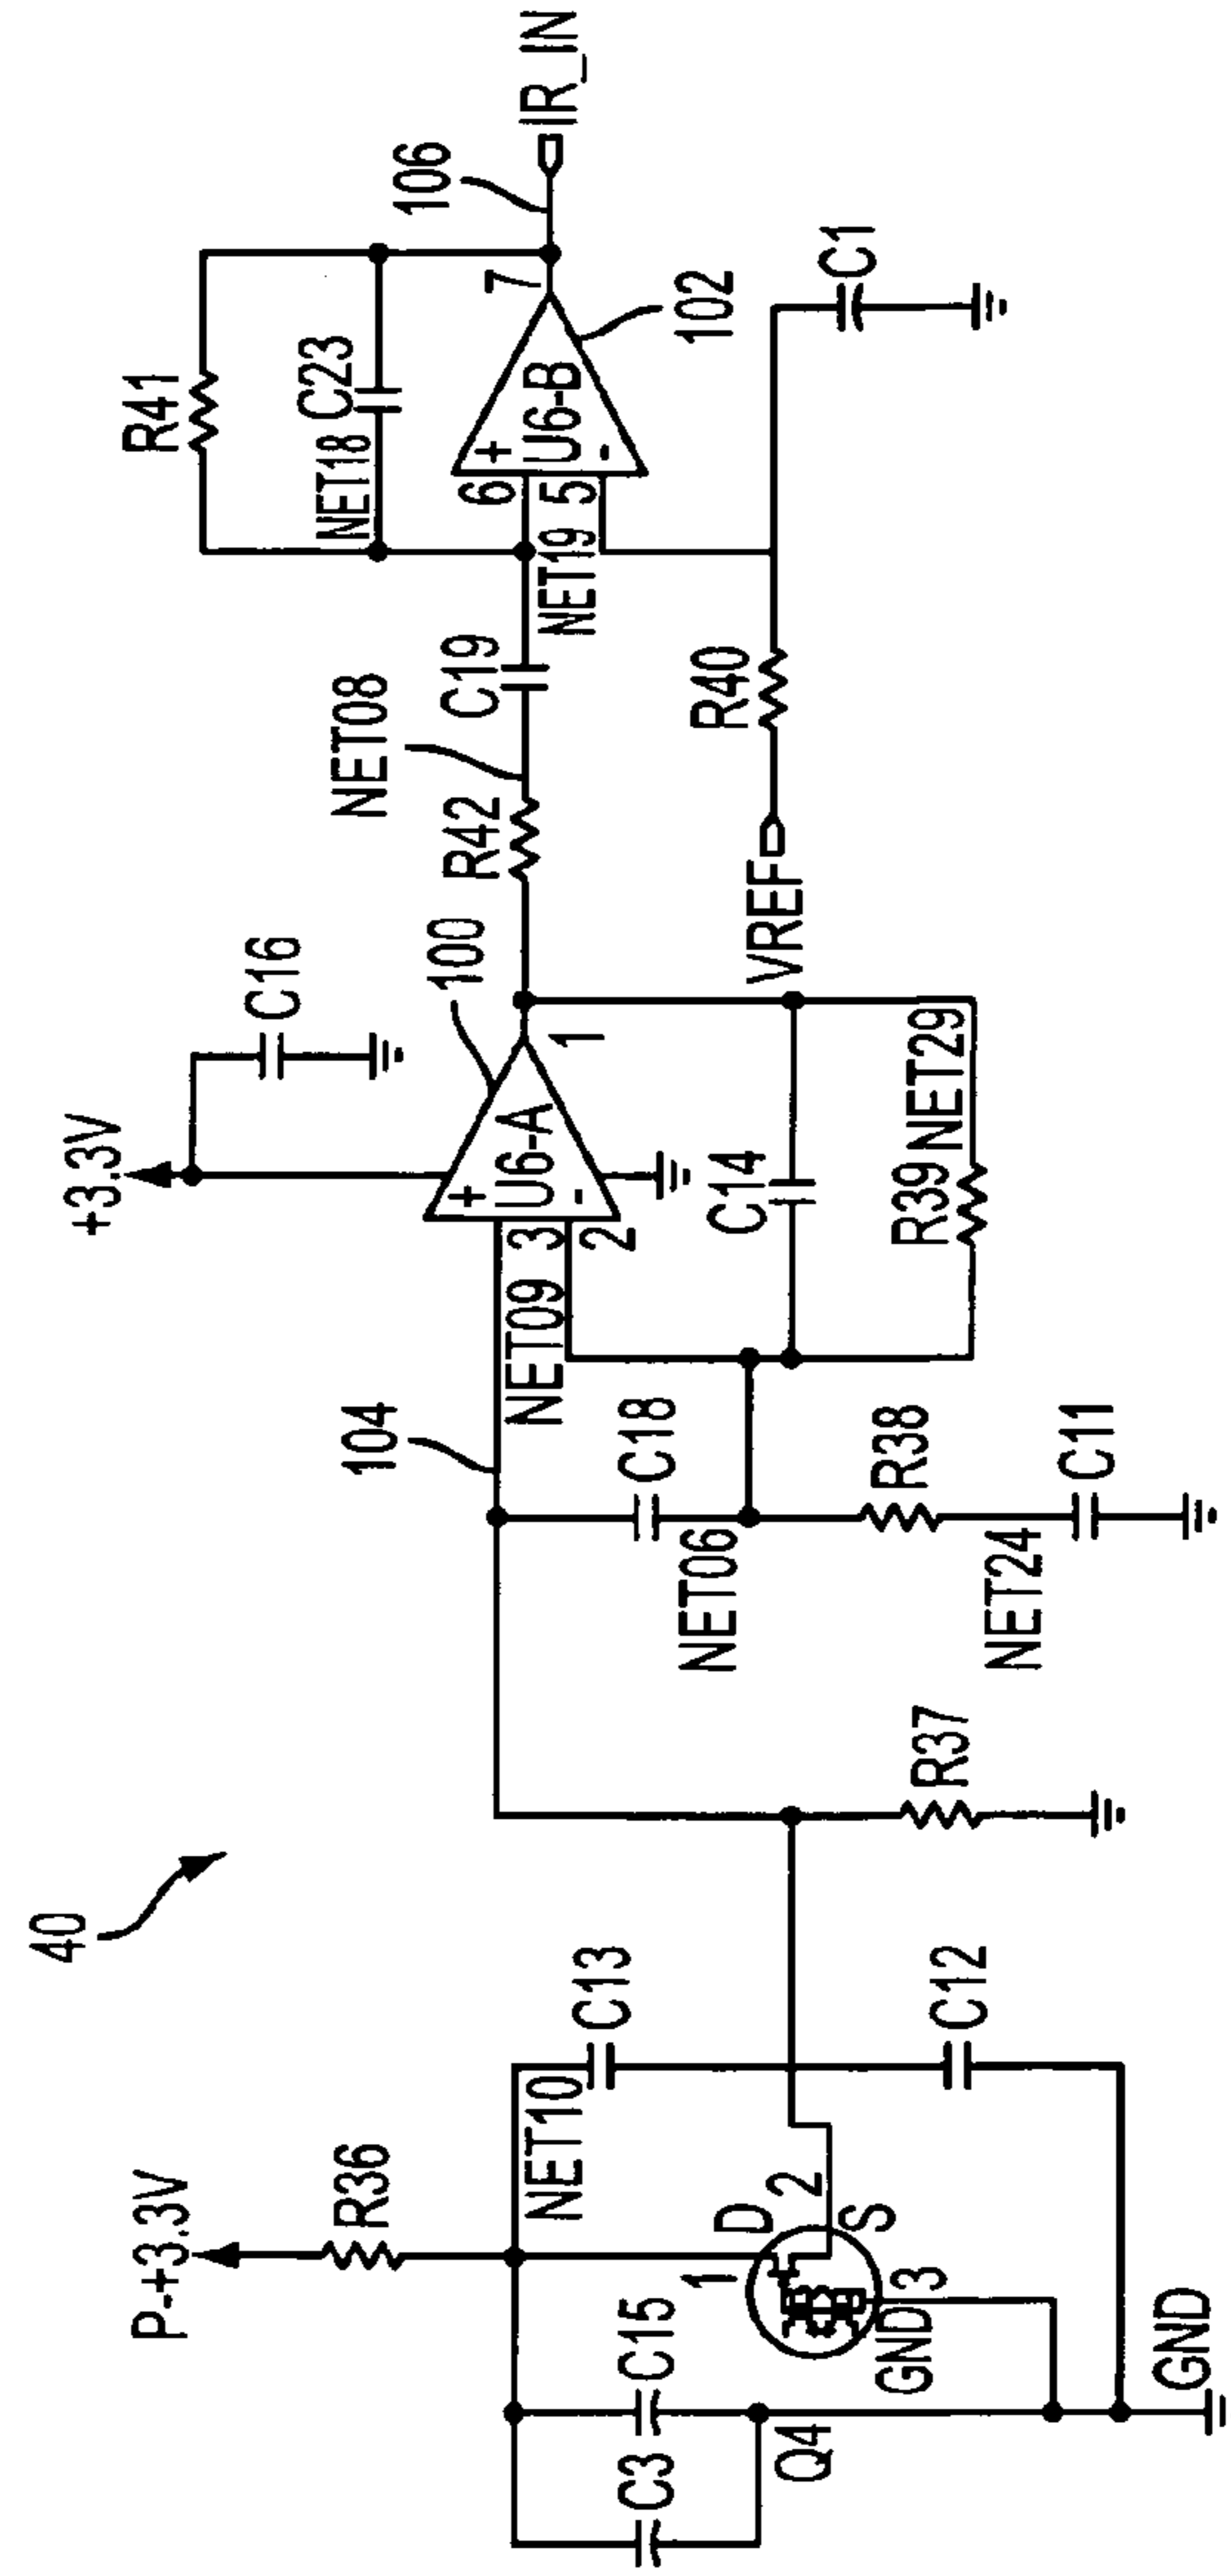 40
P-+3.3V
R36
NET10
C13
C12
C15
C3
Q4
D
1
2
S
3
GND
GND
R37
104
NET09
C18
NET06
R38
NET24
C11
+3.3V
C16
100
+
U6-A
-
3
2
1
C14
R39
NET29
R42
NET08
C19
NET19
VREF
R40
R41
C23
NET18
6
5
+
U6-B
-
7
102
106
IR_IN
C1